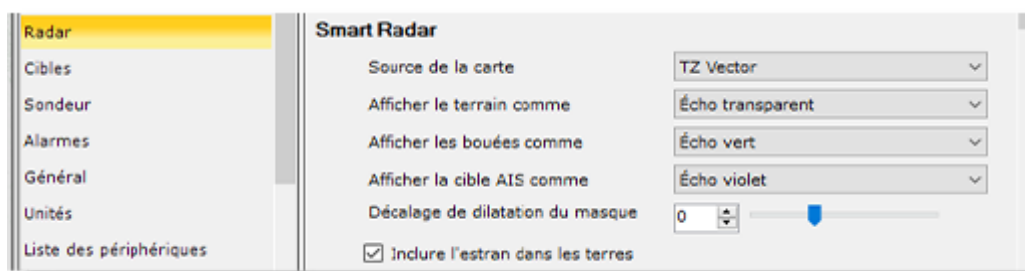 Radar
Cibles
Sondeur
Alarmes
Général
Unités
Liste des périphériques
Smart Radar
Source de la carte TZ Vector
Afficher le terrain comme Écho transparent
Afficher les bouées comme Écho vert
Afficher la cible AIS comme Écho violet
Décalage de dilatation du masque 0
Inclure l'estran dans les terres